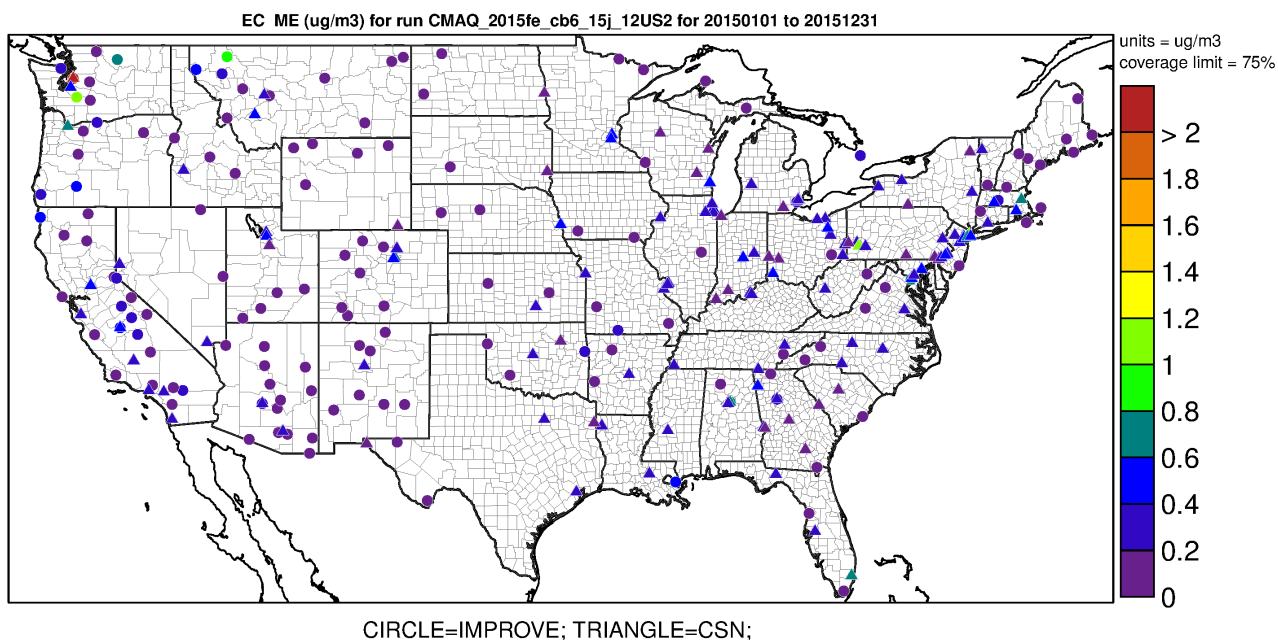 EC ME (ug/m3) for run CMAQ_2015fe_cb6_15j_12US2 for 20150101 to 20151231
units = ug/m3
coverage limit = 75%
> 2
1.8
1.6
1.4
1.2
1
0.8
0.6
0.4
0.2
0
CIRCLE=IMPROVE; TRIANGLE=CSN;